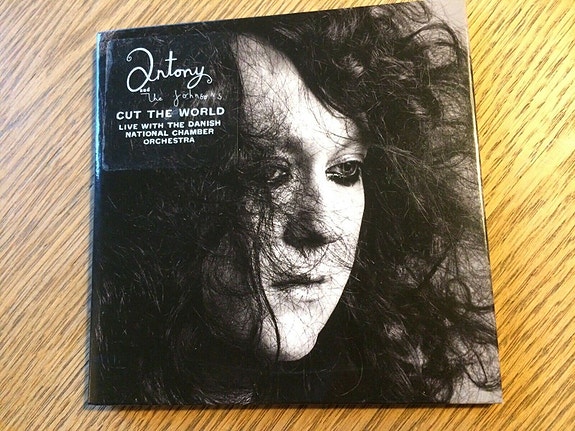 Antony
and
the Johnsons
CUT THE WORLD
LIVE WITH THE DANISH
NATIONAL CHAMBER
ORCHESTRA